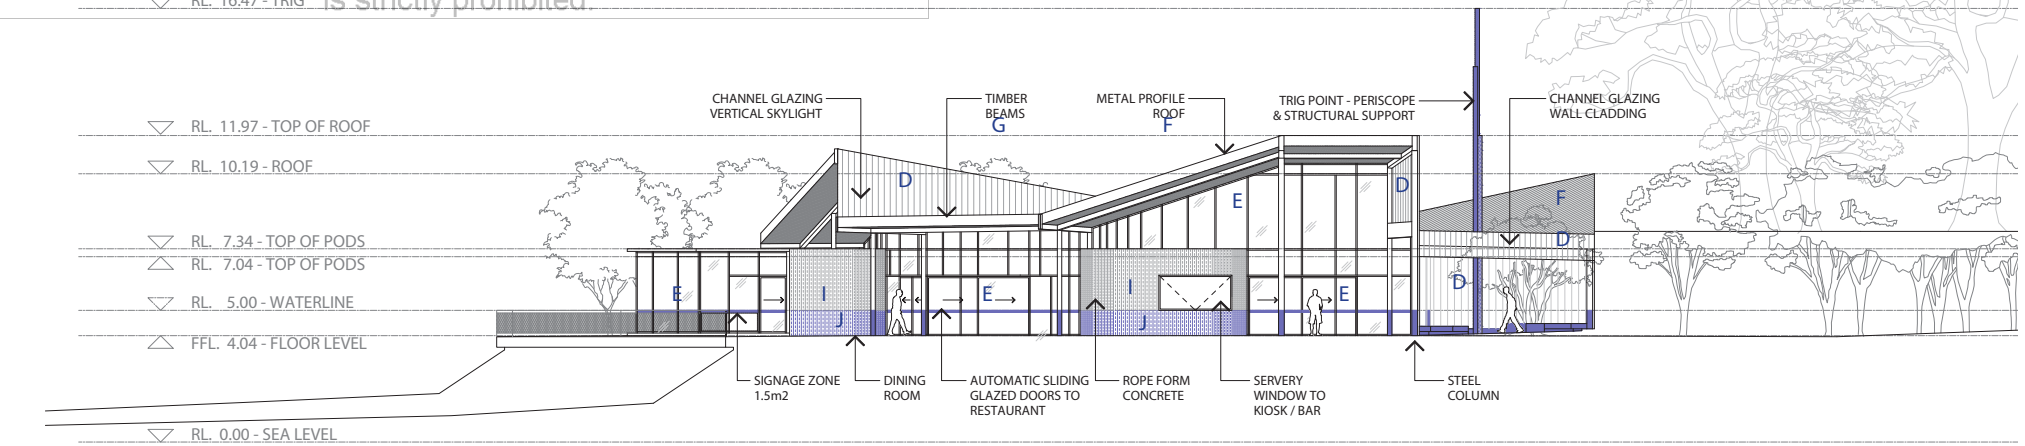 RL. 16.47 - TRIG
is strictly prohibited.
CHANNEL GLAZING
VERTICAL SKYLIGHT
TIMBER
BEAMS
G
METAL PROFILE
ROOF
F
TRIG POINT - PERISCOPE
& STRUCTURAL SUPPORT
CHANNEL GLAZING
WALL CLADDING
RL. 11.97 - TOP OF ROOF
RL. 10.19 - ROOF
RL. 7.34 - TOP OF PODS
RL. 7.04 - TOP OF PODS
RL. 5.00 - WATERLINE
FFL. 4.04 - FLOOR LEVEL
D
E
D
F
D
E
I
E
I
E
D
J
J
SIGNAGE ZONE
1.5m2
DINING
ROOM
AUTOMATIC SLIDING
GLAZED DOORS TO
RESTAURANT
ROPE FORM
CONCRETE
SERVERY
WINDOW TO
KIOSK / BAR
STEEL
COLUMN
RL. 0.00 - SEA LEVEL